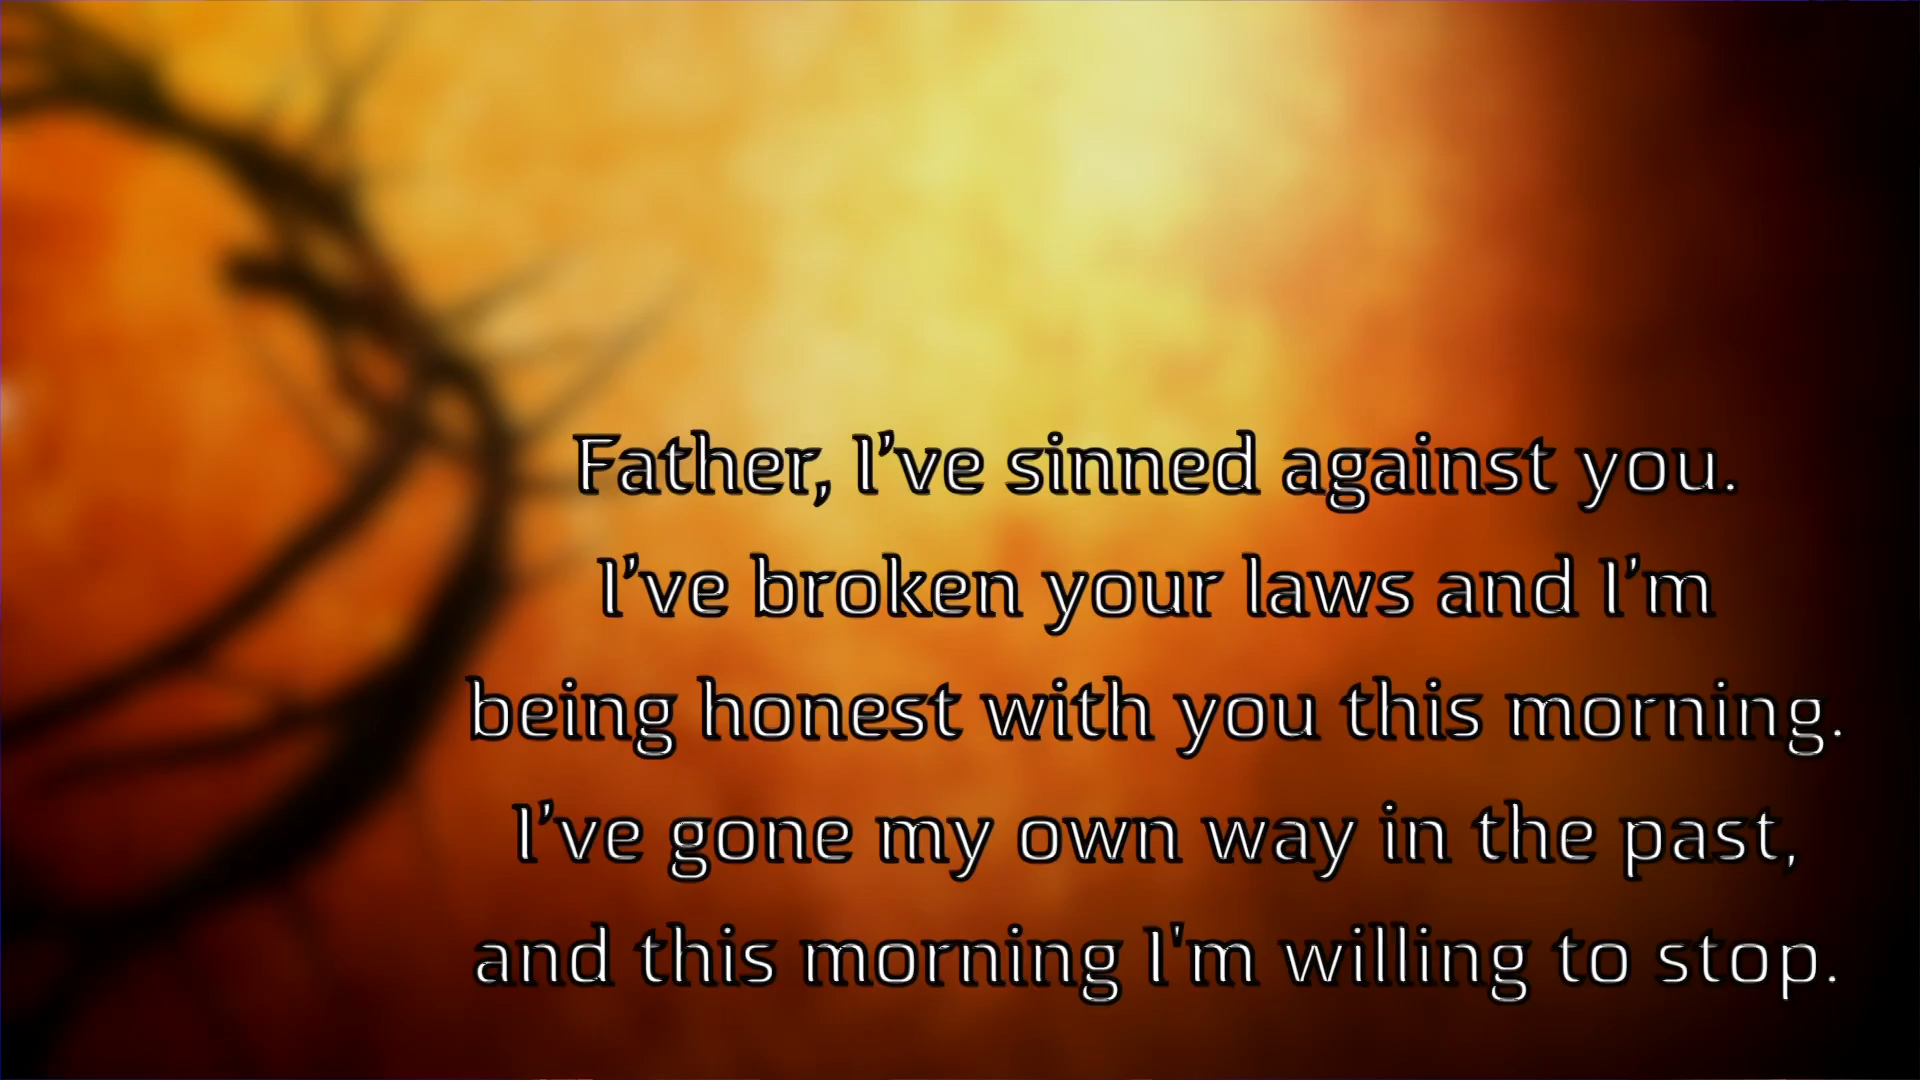 Father, I’ve sinned against you.
I’ve broken your laws and I’m
being honest with you this morning.
I’ve gone my own way in the past,
and this morning I'm willing to stop.